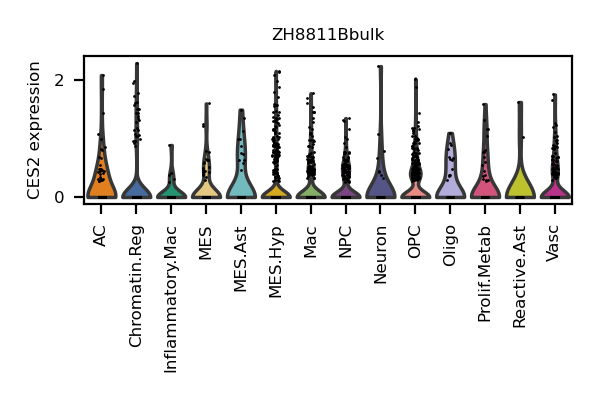 ZH8811Bbulk
CES2 expression
2
0
AC
Chromatin.Reg
Inflammatory.Mac
MES
MES.Ast
MES.Hyp
Mac
NPC
Neuron
OPC
Oligo
Prolif.Metab
Reactive.Ast
Vasc